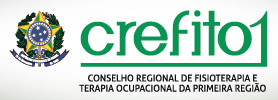 crefito1
CONSELHO REGIONAL DE FISIOTERAPIA E
TERAPIA OCUPACIONAL DA PRIMEIRA REGIÃO